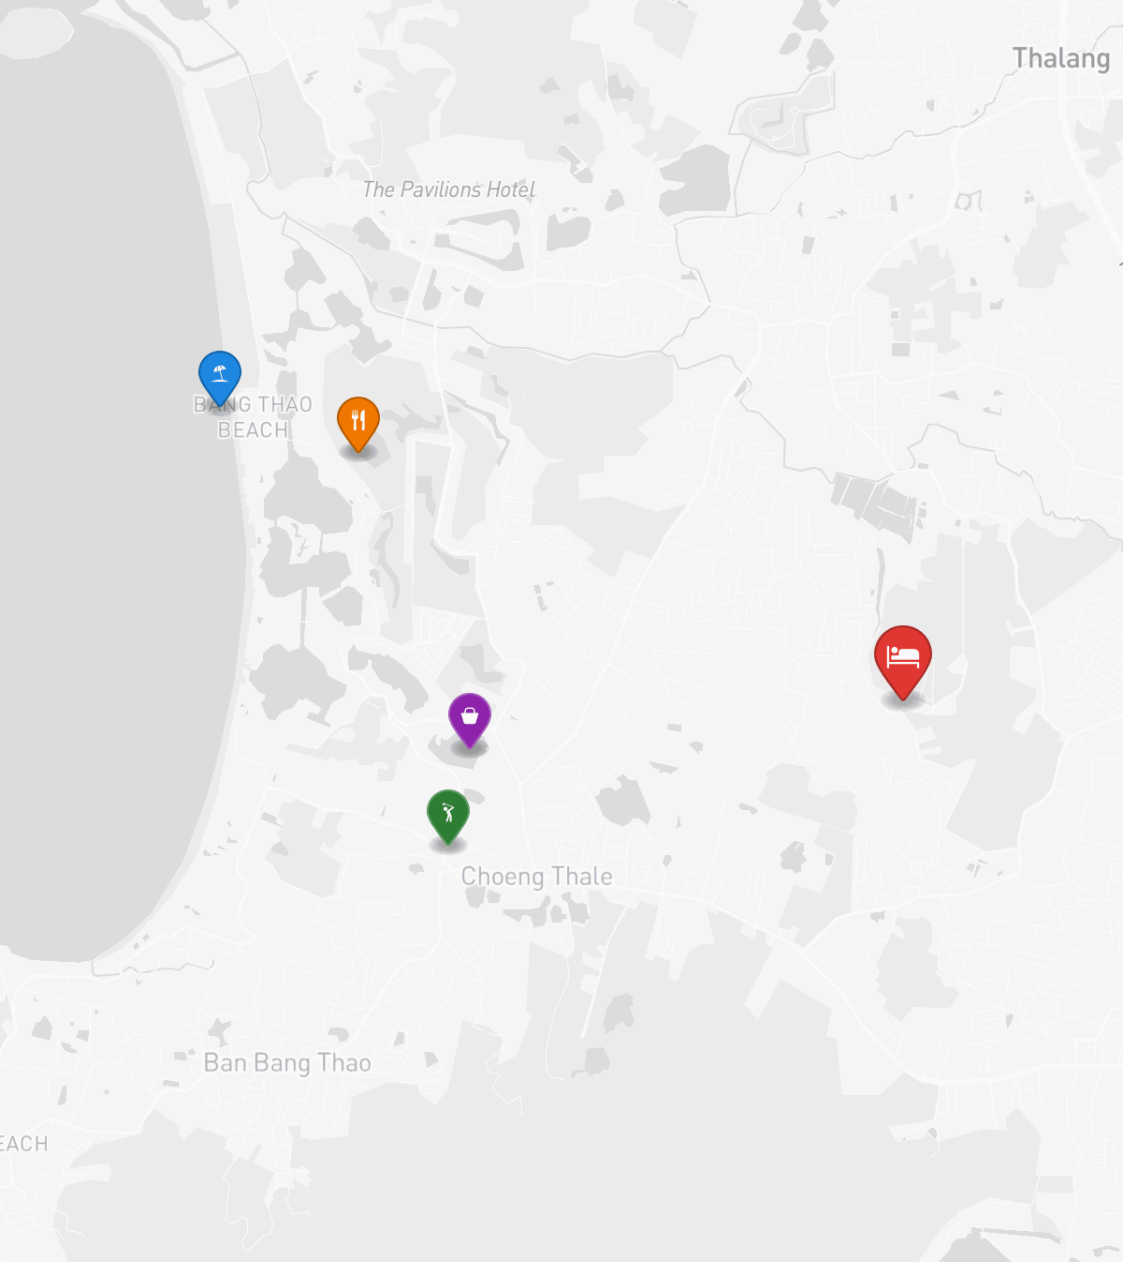 Thalang
The Pavilions Hotel
BANG THAO
BEACH
Choeng Thale
Ban Bang Thao
EACH